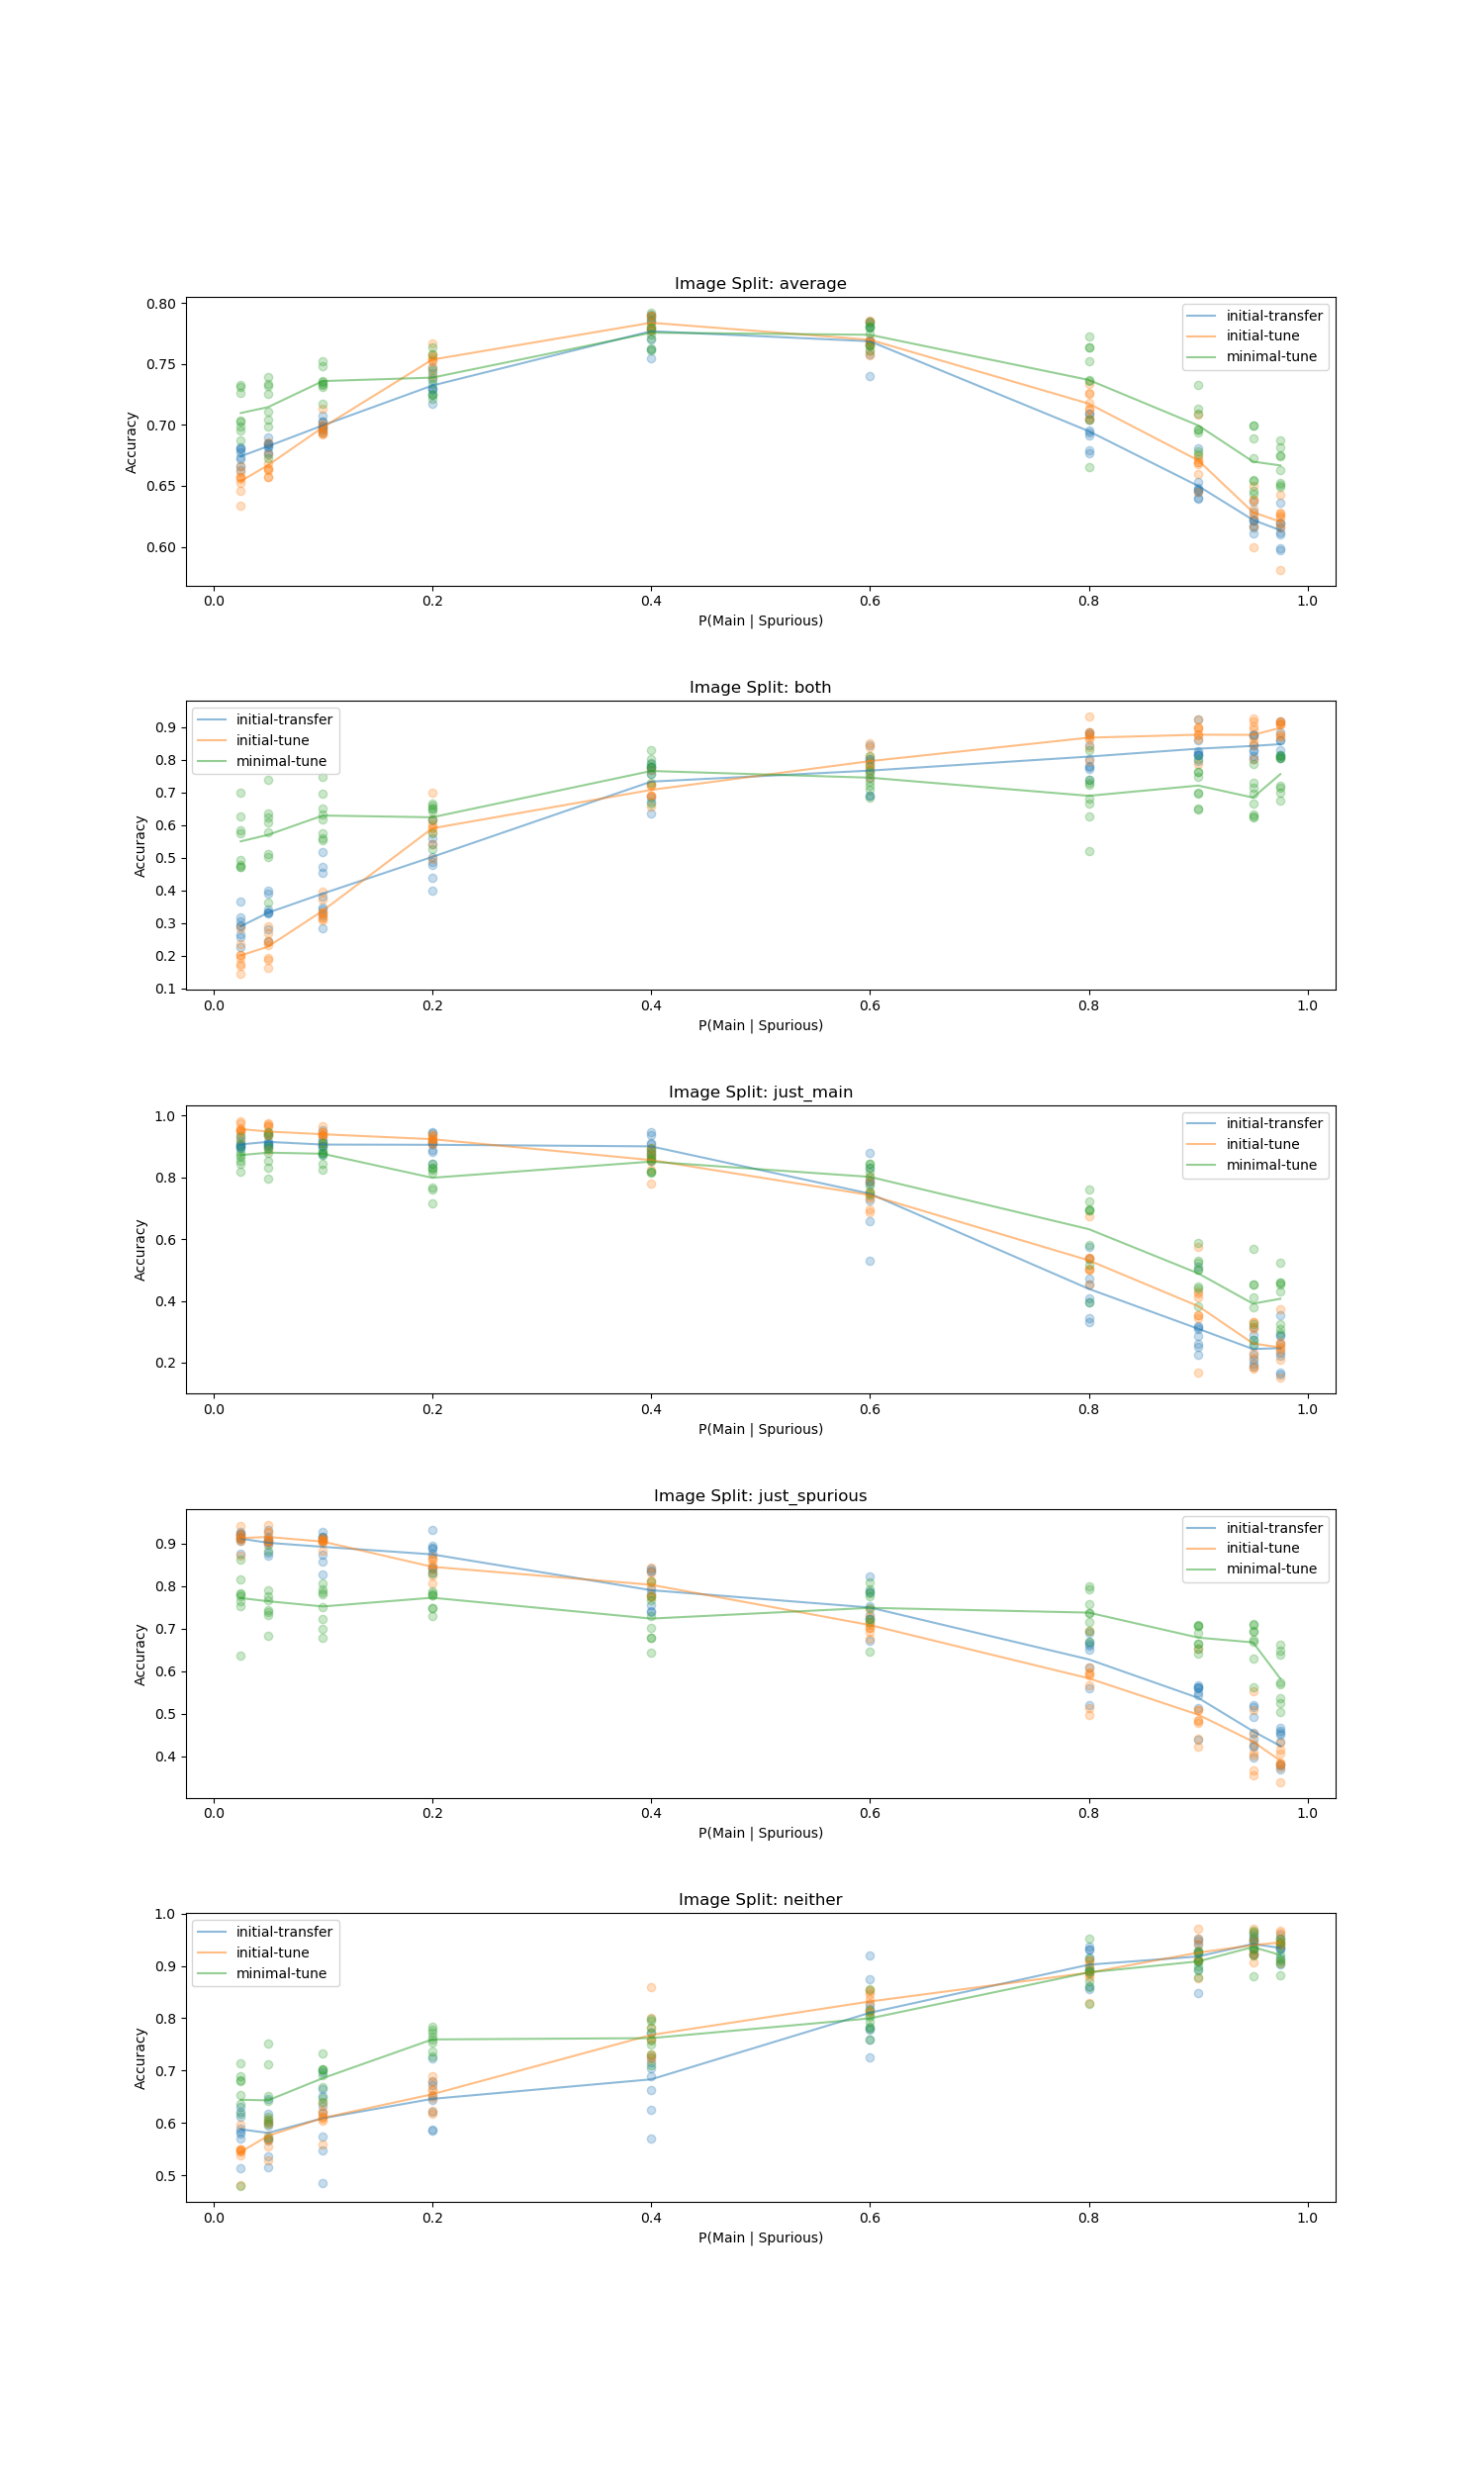 Image Split: average
0.80
0.75
0.70
0.65
0.60
Accuracy
initial-transfer
initial-tune
minimal-tune
0.0 0.2 0.4 0.6 0.8 1.0
P(Main | Spurious)
Image Split: both
0.9
0.8
0.7
0.6
0.5
0.4
0.3
0.2
0.1
Accuracy
initial-transfer
initial-tune
minimal-tune
0.0 0.2 0.4 0.6 0.8 1.0
P(Main | Spurious)
Image Split: just_main
1.0
0.8
0.6
0.4
0.2
Accuracy
initial-transfer
initial-tune
minimal-tune
0.0 0.2 0.4 0.6 0.8 1.0
P(Main | Spurious)
Image Split: just_spurious
0.9
0.8
0.7
0.6
0.5
0.4
Accuracy
initial-transfer
initial-tune
minimal-tune
0.0 0.2 0.4 0.6 0.8 1.0
P(Main | Spurious)
Image Split: neither
1.0
0.9
0.8
0.7
0.6
0.5
Accuracy
initial-transfer
initial-tune
minimal-tune
0.0 0.2 0.4 0.6 0.8 1.0
P(Main | Spurious)